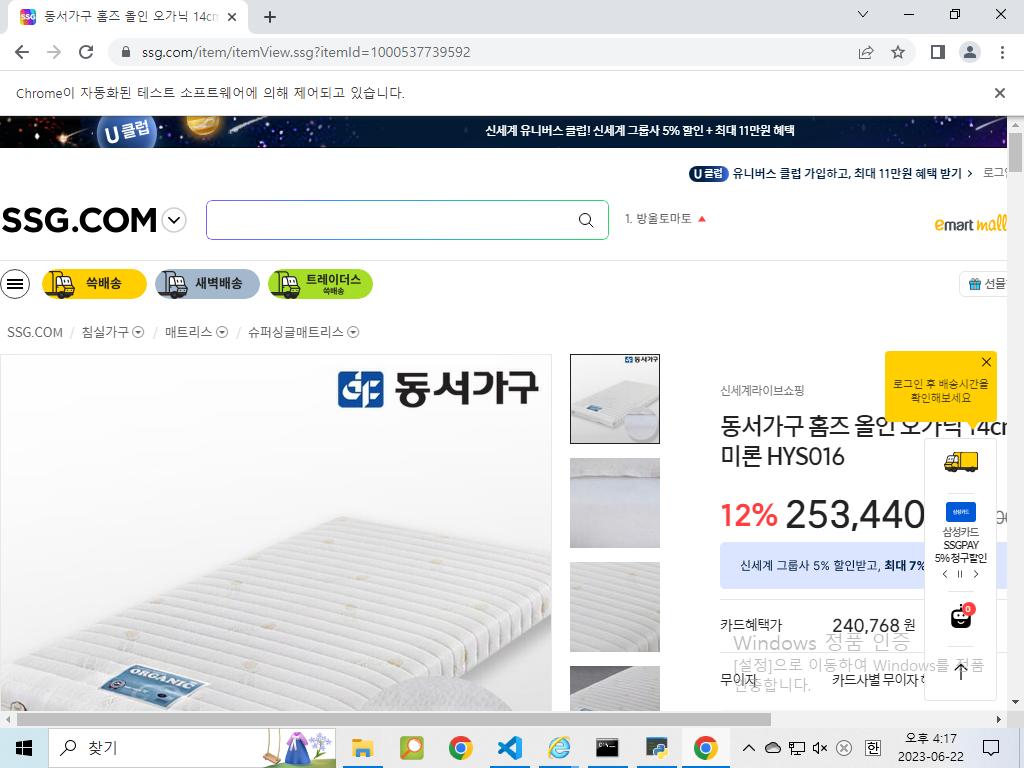 동서가구 홈즈 올인 오가닉 14cm
ssg.com/item/itemView.ssg?itemId=1000537739592
Chrome이 자동화된 테스트 소프트웨어에 의해 제어되고 있습니다.
U 클럽
신세계 유니버스 클럽! 신세계 그룹사 5% 할인 + 최대 11만원 혜택
U 클럽 유니버스 클럽 가입하고, 최대 11만원 혜택 받기 > 로그인
SSG.COM
1. 방울토마토
emart mall
쓱배송
새벽배송
트레이더스
쓱배송
선물
SSG.COM / 침실가구 / 매트리스 / 슈퍼싱글매트리스
동서가구
동서가구
ORGANIC
신세계라이브쇼핑
동서가구 홈즈 올인 오가닉 14cm
미론 HYS016
12% 253,440
신세계 그룹사 5% 할인받고, 최대 7%
카드혜택가 240,768 원
무이자 카드사별 무이자
로그인 후 배송시간을
확인해보세요
삼성카드
삼성카드
SSGPAY
5% 청구할인
0
Windows 정품 인증
[설정]으로 이동하여 Windows를 정품
인증합니다.
찾기
한
오후 4:17
2023-06-22